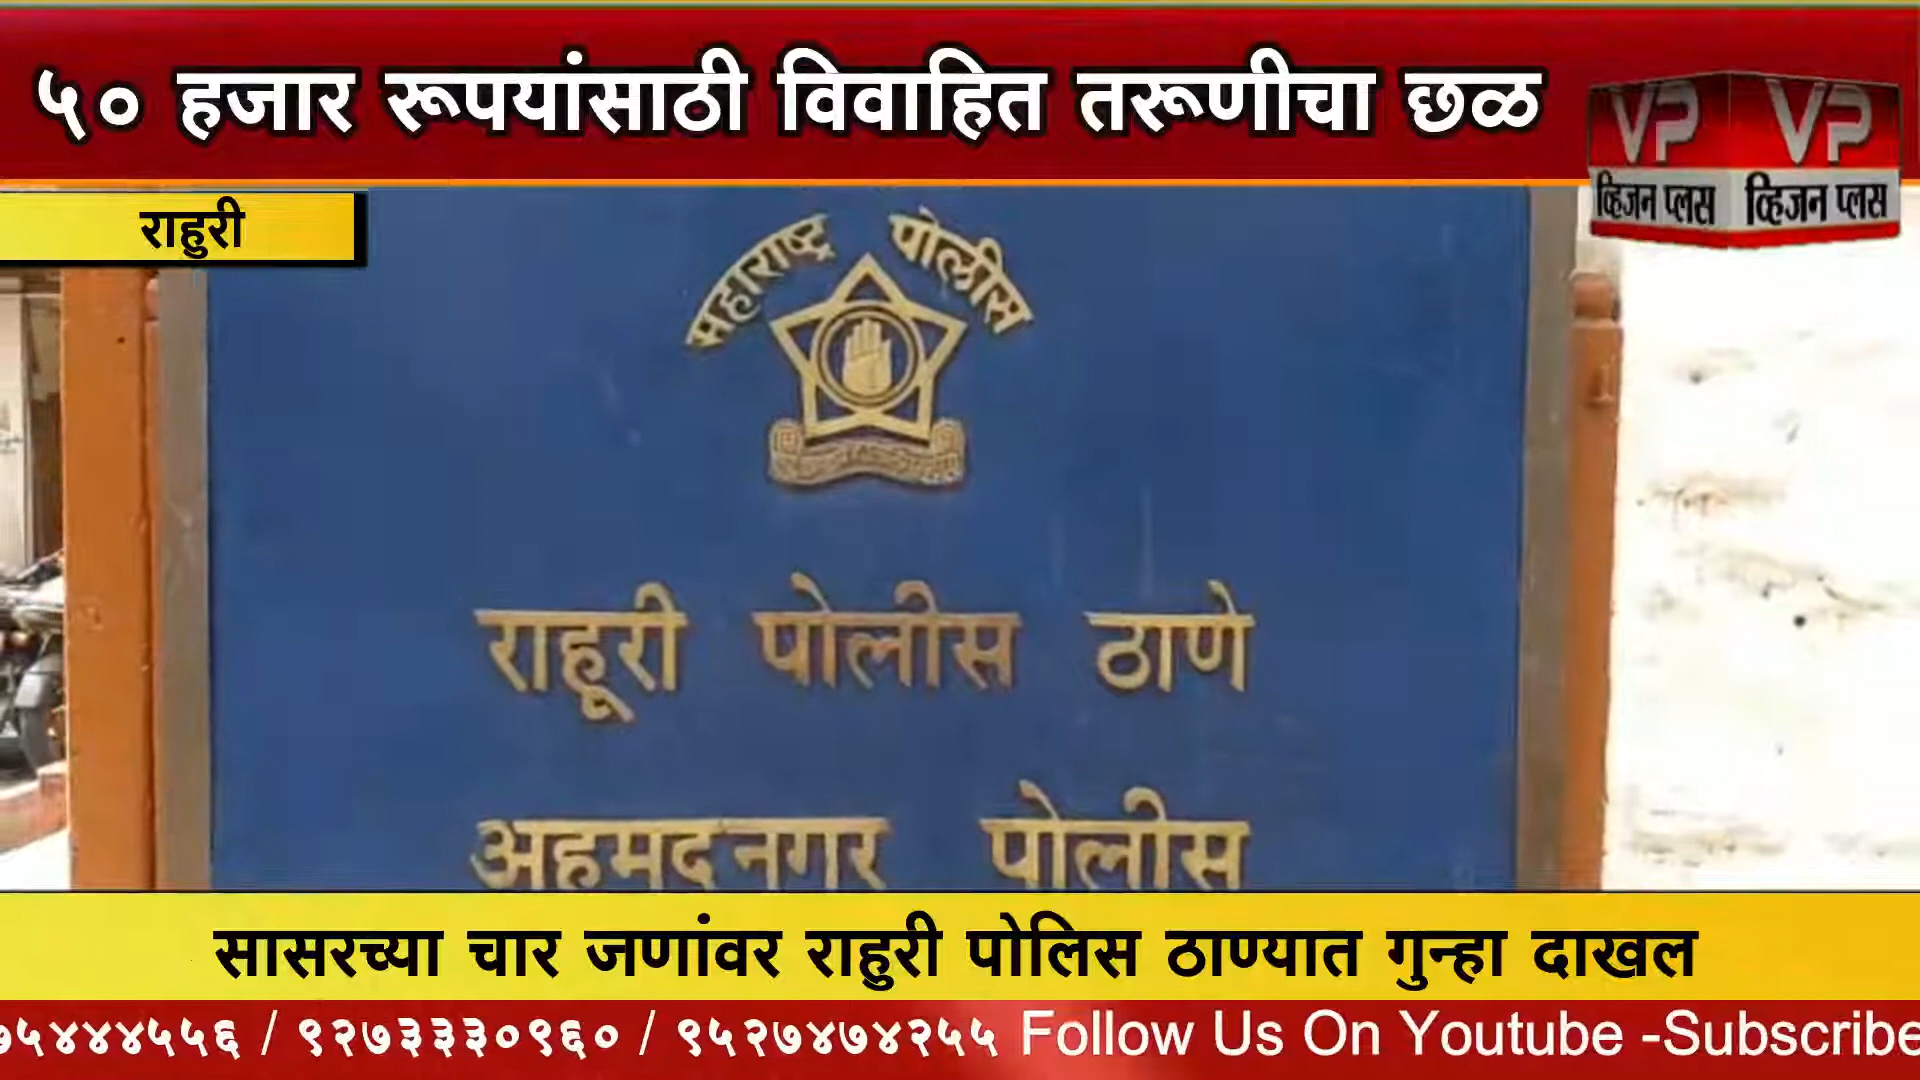 ५० हजार रूपयांसाठी विवाहित तरूणीचा छळ
VP VP
व्हिजन प्लस व्हिजन प्लस
राहुरी
महाराष्ट्र पोलीस
राहूरी पोलीस ठाणे
अहमदनगर पोलीस
सासरच्या चार जणांवर राहुरी पोलिस ठाण्यात गुन्हा दाखल
७५४४४५५६ / ९२७३३३०९६० / ९५२७४७४२५५ Follow Us On Youtube -Subscribe